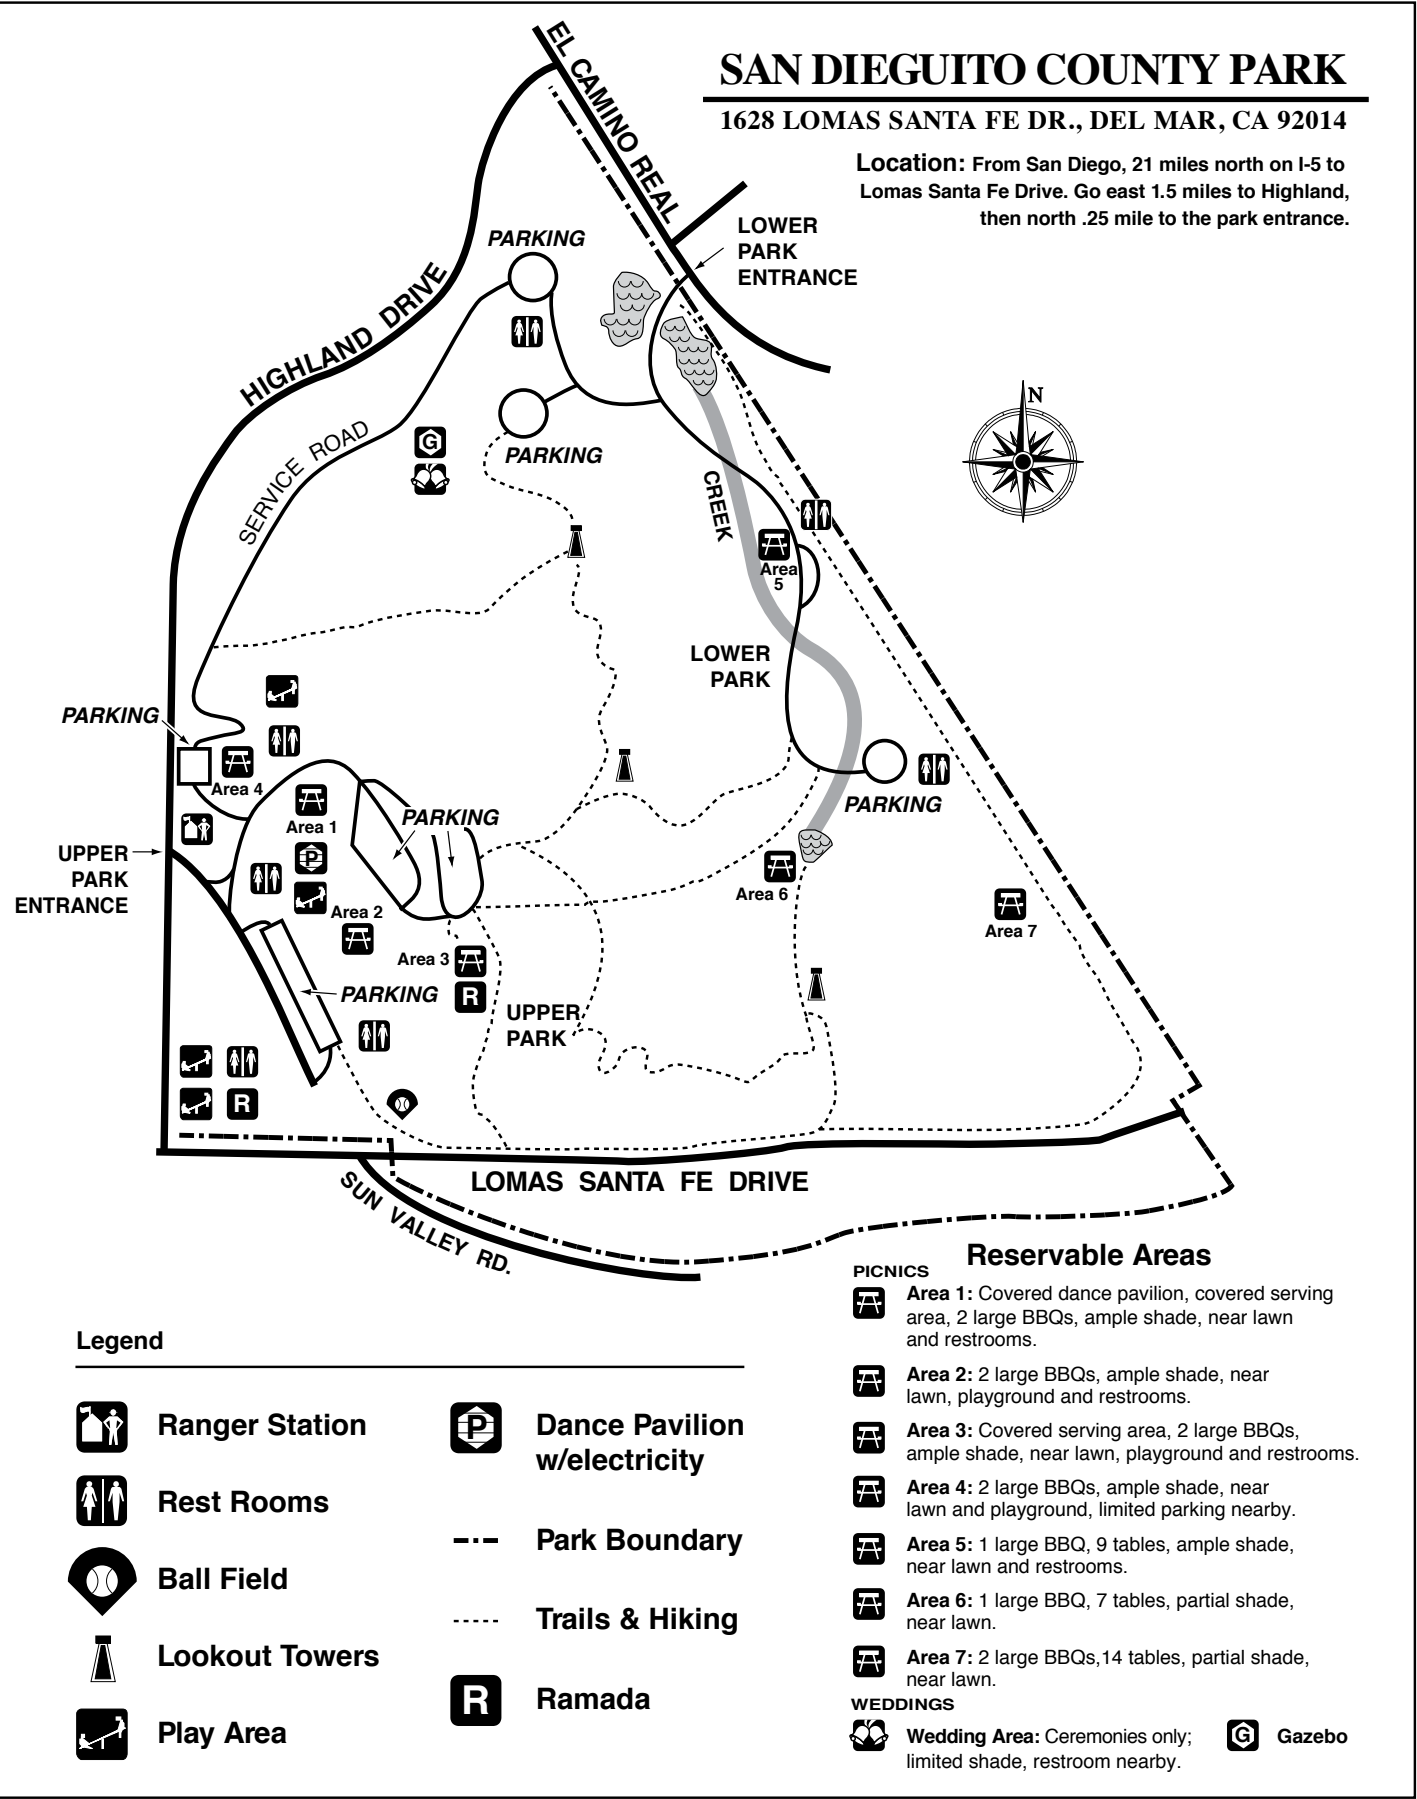 SAN DIEGUITO COUNTY PARK
1628 LOMAS SANTA FE DR., DEL MAR, CA 92014
Location: From San Diego, 21 miles north on I-5 to
Lomas Santa Fe Drive. Go east 1.5 miles to Highland,
then north .25 mile to the park entrance.
EL CAMINO REAL
LOWER
PARK
ENTRANCE
PARKING
HIGHLAND DRIVE
N
SERVICE ROAD
G
PARKING
CREEK
Area
5
LOWER
PARK
PARKING
Area 4
PARKING
PARKING
Area 1
P
UPPER
PARK
ENTRANCE
Area 6
Area 2
Area 7
Area 3
PARKING
R
UPPER
PARK
R
LOMAS SANTA FE DRIVE
SUN VALLEY RD.
Reservable Areas
PICNICS
Area 1: Covered dance pavilion, covered serving
area, 2 large BBQs, ample shade, near lawn
and restrooms.
Area 2: 2 large BBQs, ample shade, near
lawn, playground and restrooms.
Area 3: Covered serving area, 2 large BBQs,
ample shade, near lawn, playground and restrooms.
Area 4: 2 large BBQs, ample shade, near
lawn and playground, limited parking nearby.
Area 5: 1 large BBQ, 9 tables, ample shade,
near lawn and restrooms.
Area 6: 1 large BBQ, 7 tables, partial shade,
near lawn.
Area 7: 2 large BBQs,14 tables, partial shade,
near lawn.
WEDDINGS
Wedding Area: Ceremonies only;
limited shade, restroom nearby.
G Gazebo
Legend
Ranger Station
Rest Rooms
Ball Field
Lookout Towers
Play Area
P Dance Pavilion
w/electricity
Park Boundary
Trails & Hiking
R Ramada